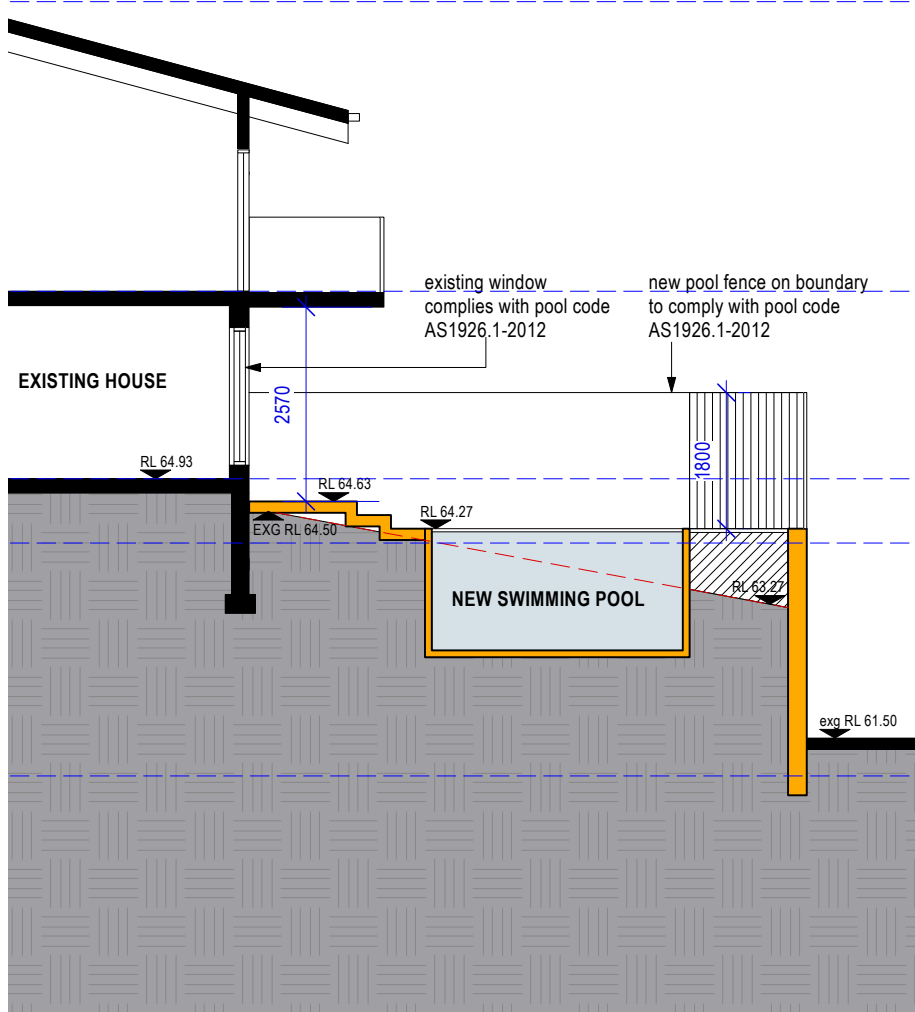 existing window
complies with pool code
AS1926.1-2012
new pool fence on boundary
to comply with pool code
AS1926.1-2012
EXISTING HOUSE
2570
1800
RL 64.93
RL 64.63
RL 64.27
EXG RL 64.50
NEW SWIMMING POOL
RL 63.27
exg RL 61.50